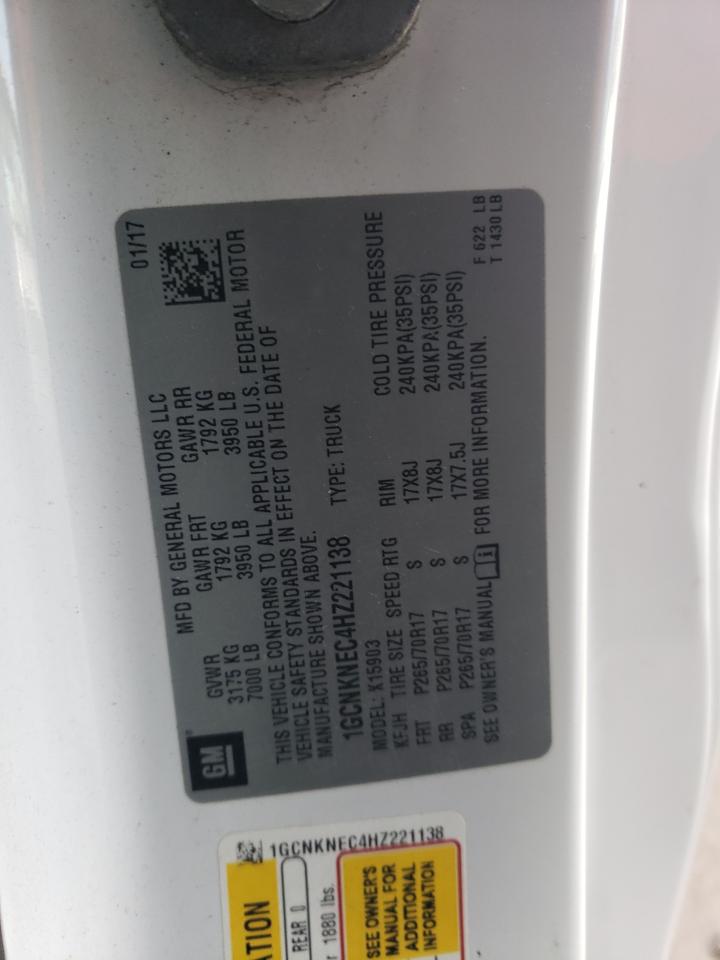 MFD BY GENERAL MOTORS LLC 01/17
GVWR GAWR FRT GAWR RR
3175 KG 1792 KG 1792 KG
7000 LB 3950 LB 3950 LB
THIS VEHICLE CONFORMS TO ALL APPLICABLE U.S. FEDERAL MOTOR
VEHICLE SAFETY STANDARDS IN EFFECT ON THE DATE OF
MANUFACTURE SHOWN ABOVE.
GM
1GCNKNEC4HZ221138 TYPE: TRUCK
MODEL: X15903
KFJH TIRE SIZE SPEED RTG RIM COLD TIRE PRESSURE
FRT P265/70R17 S 17X8J 240KPA(35PSI)
RR P265/70R17 S 17X8J 240KPA(35PSI)
SPA P265/70R17 S 17X7.5J 240KPA(35PSI)
SEE OWNER'S MANUAL FOR MORE INFORMATION.
F 622 LB
T 1430 LB
1GCNKNEC4HZ221138
REAR 0
1880 lbs.
SEE OWNER'S
MANUAL FOR
ADDITIONAL
INFORMATION